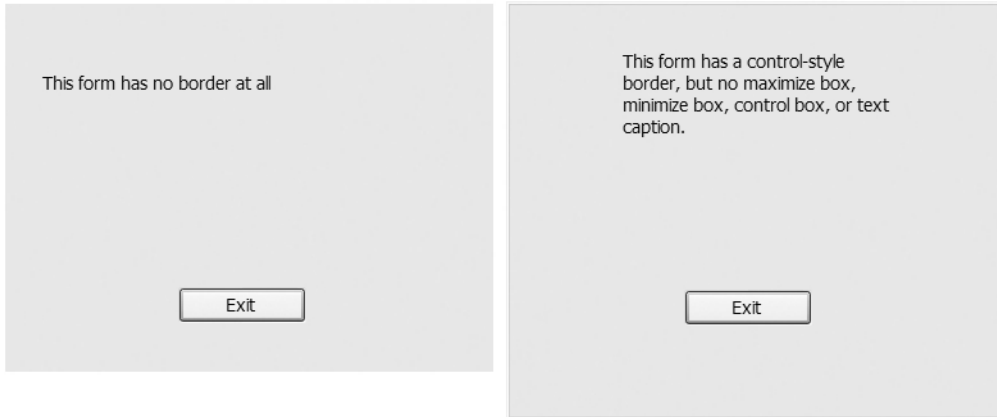 This form has no border at all
Exit
This form has a control-style
border, but no maximize box,
minimize box, control box, or text
caption.
Exit